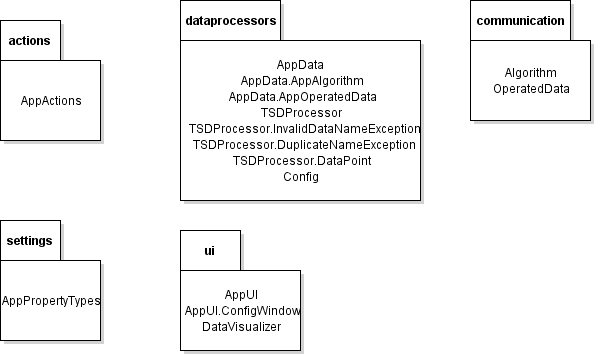 actions
AppActions
dataprocessors
AppData
AppData.AppAlgorithm
AppData.AppOperatedData
TSDProcessor
TSDProcessor.InvalidDataNameException
TSDProcessor.DuplicateNameException
TSDProcessor.DataPoint
Config
communication
Algorithm
OperatedData
settings
AppPropertyTypes
ui
AppUI
AppUI.ConfigWindow
DataVisualizer